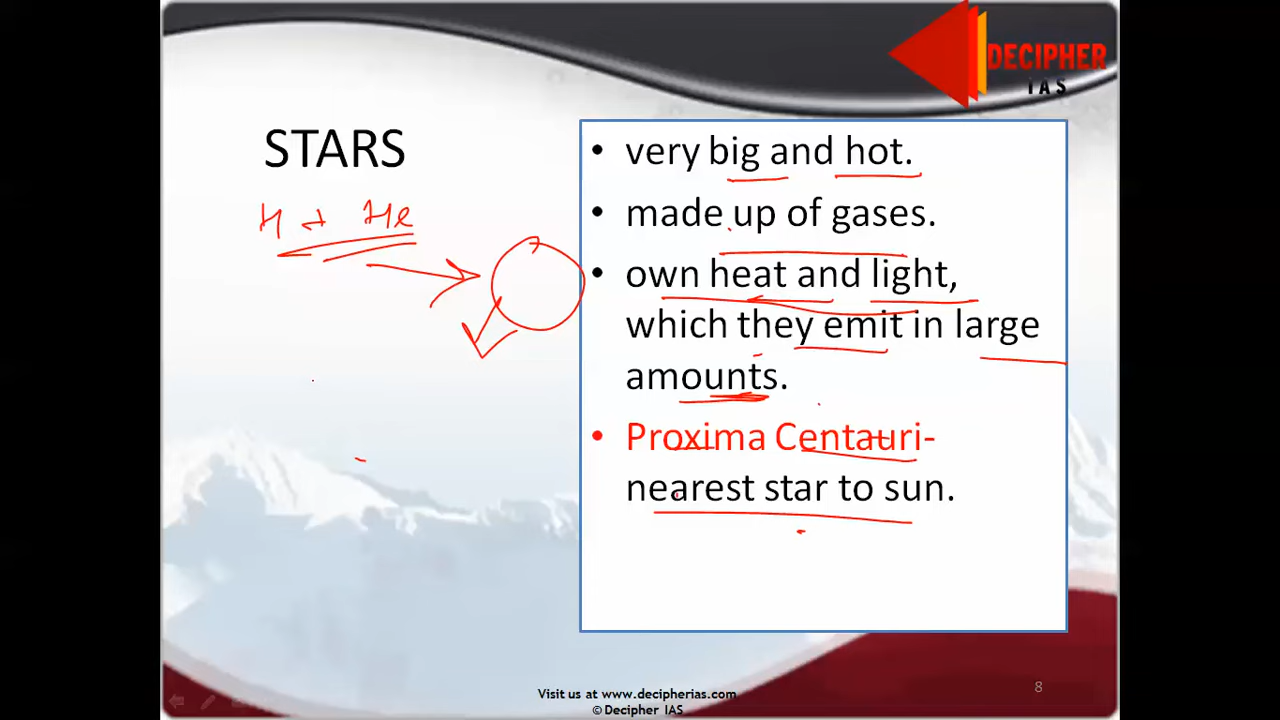 DECIPHER
IAS
STARS
H + He
• very big and hot.
• made up of gases.
• own heat and light,
which they emit in large
amounts.
• Proxima Centauri-
nearest star to sun.
8
Visit us at www.decipherias.com
© Decipher IAS